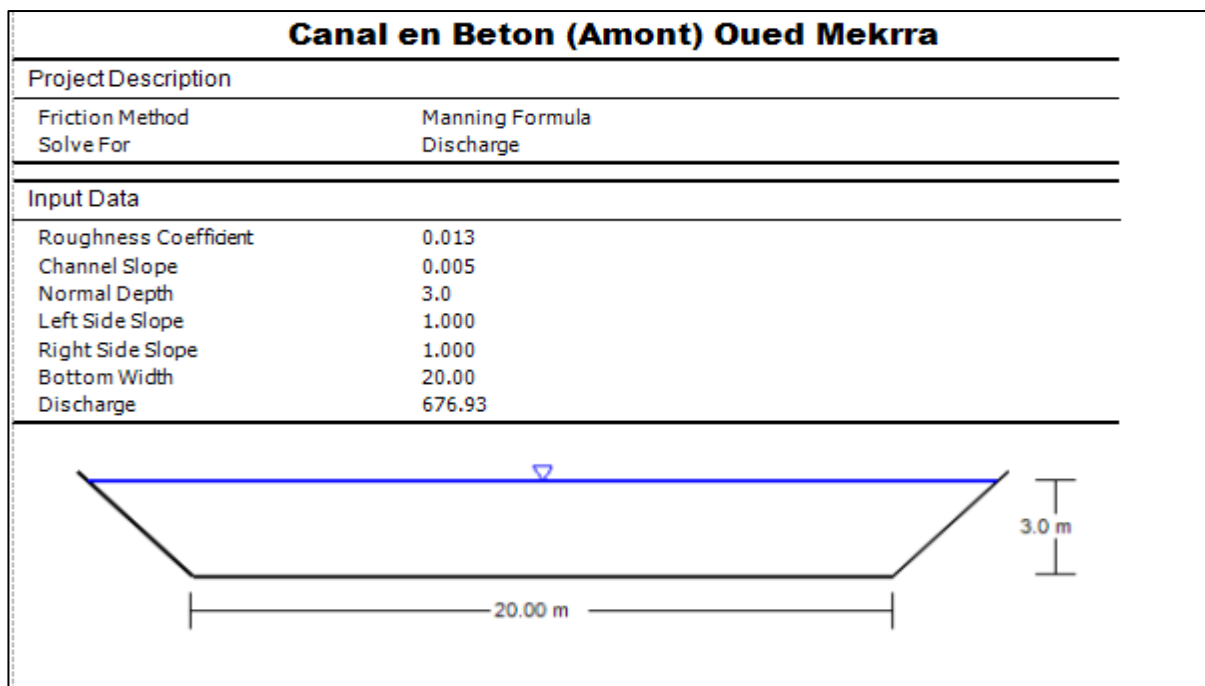 Canal en Beton (Amont) Oued Mekrra
Project Description
Friction Method Manning Formula
Solve For Discharge
Input Data
Roughness Coefficient 0.013
Channel Slope 0.005
Normal Depth 3.0
Left Side Slope 1.000
Right Side Slope 1.000
Bottom Width 20.00
Discharge 676.93
3.0 m
20.00 m